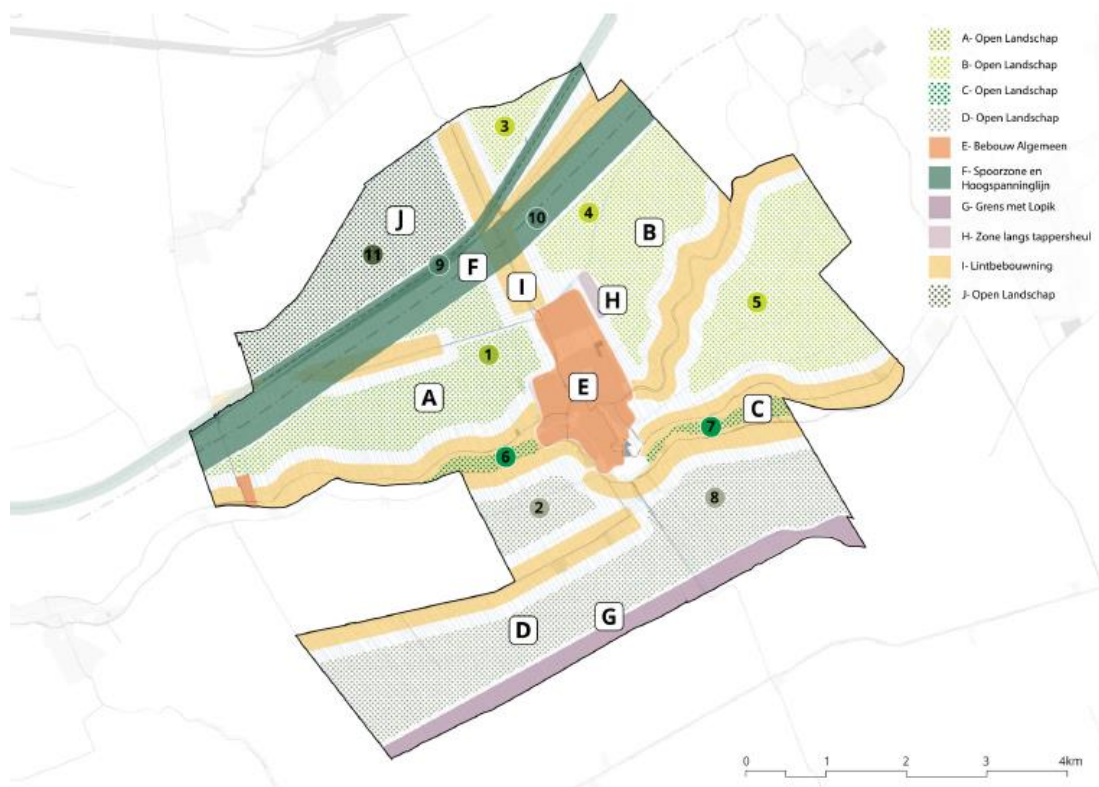 A- Open Landschap
B- Open Landschap
C- Open Landschap
D- Open Landschap
E- Bebouw Algemeen
F- Spoorzone en
Hoogspanninglijn
G- Grens met Lopik
H- Zone langs tappersheul
I- Lintbebouwning
J- Open Landschap
3
J
10
4
B
11
9
F
I
H
5
1
E
A
C
7
6
2
8
D
G
0
1
2
3
4km